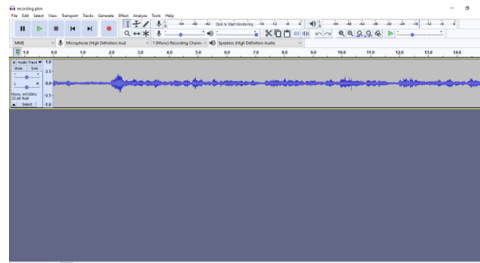 recording plen
File Edit Select View Transport Tracks Generate Effect Analyze Tools Help
Click to Start Monitoring
MME Microphone (High Definition Aud 1 (Mono) Recording Chann Speakers (High Definition Audio
1.0 0.0 1.0 2.0 3.0 4.0 5.0 6.0 7.0 8.0 9.0 10.0 11.0 12.0 13.0 14.0
Audio Track 1.0
Mute Solo
0.5
0.0
Mono, 44100Hz
32-bit float
-0.5
Select
-1.0